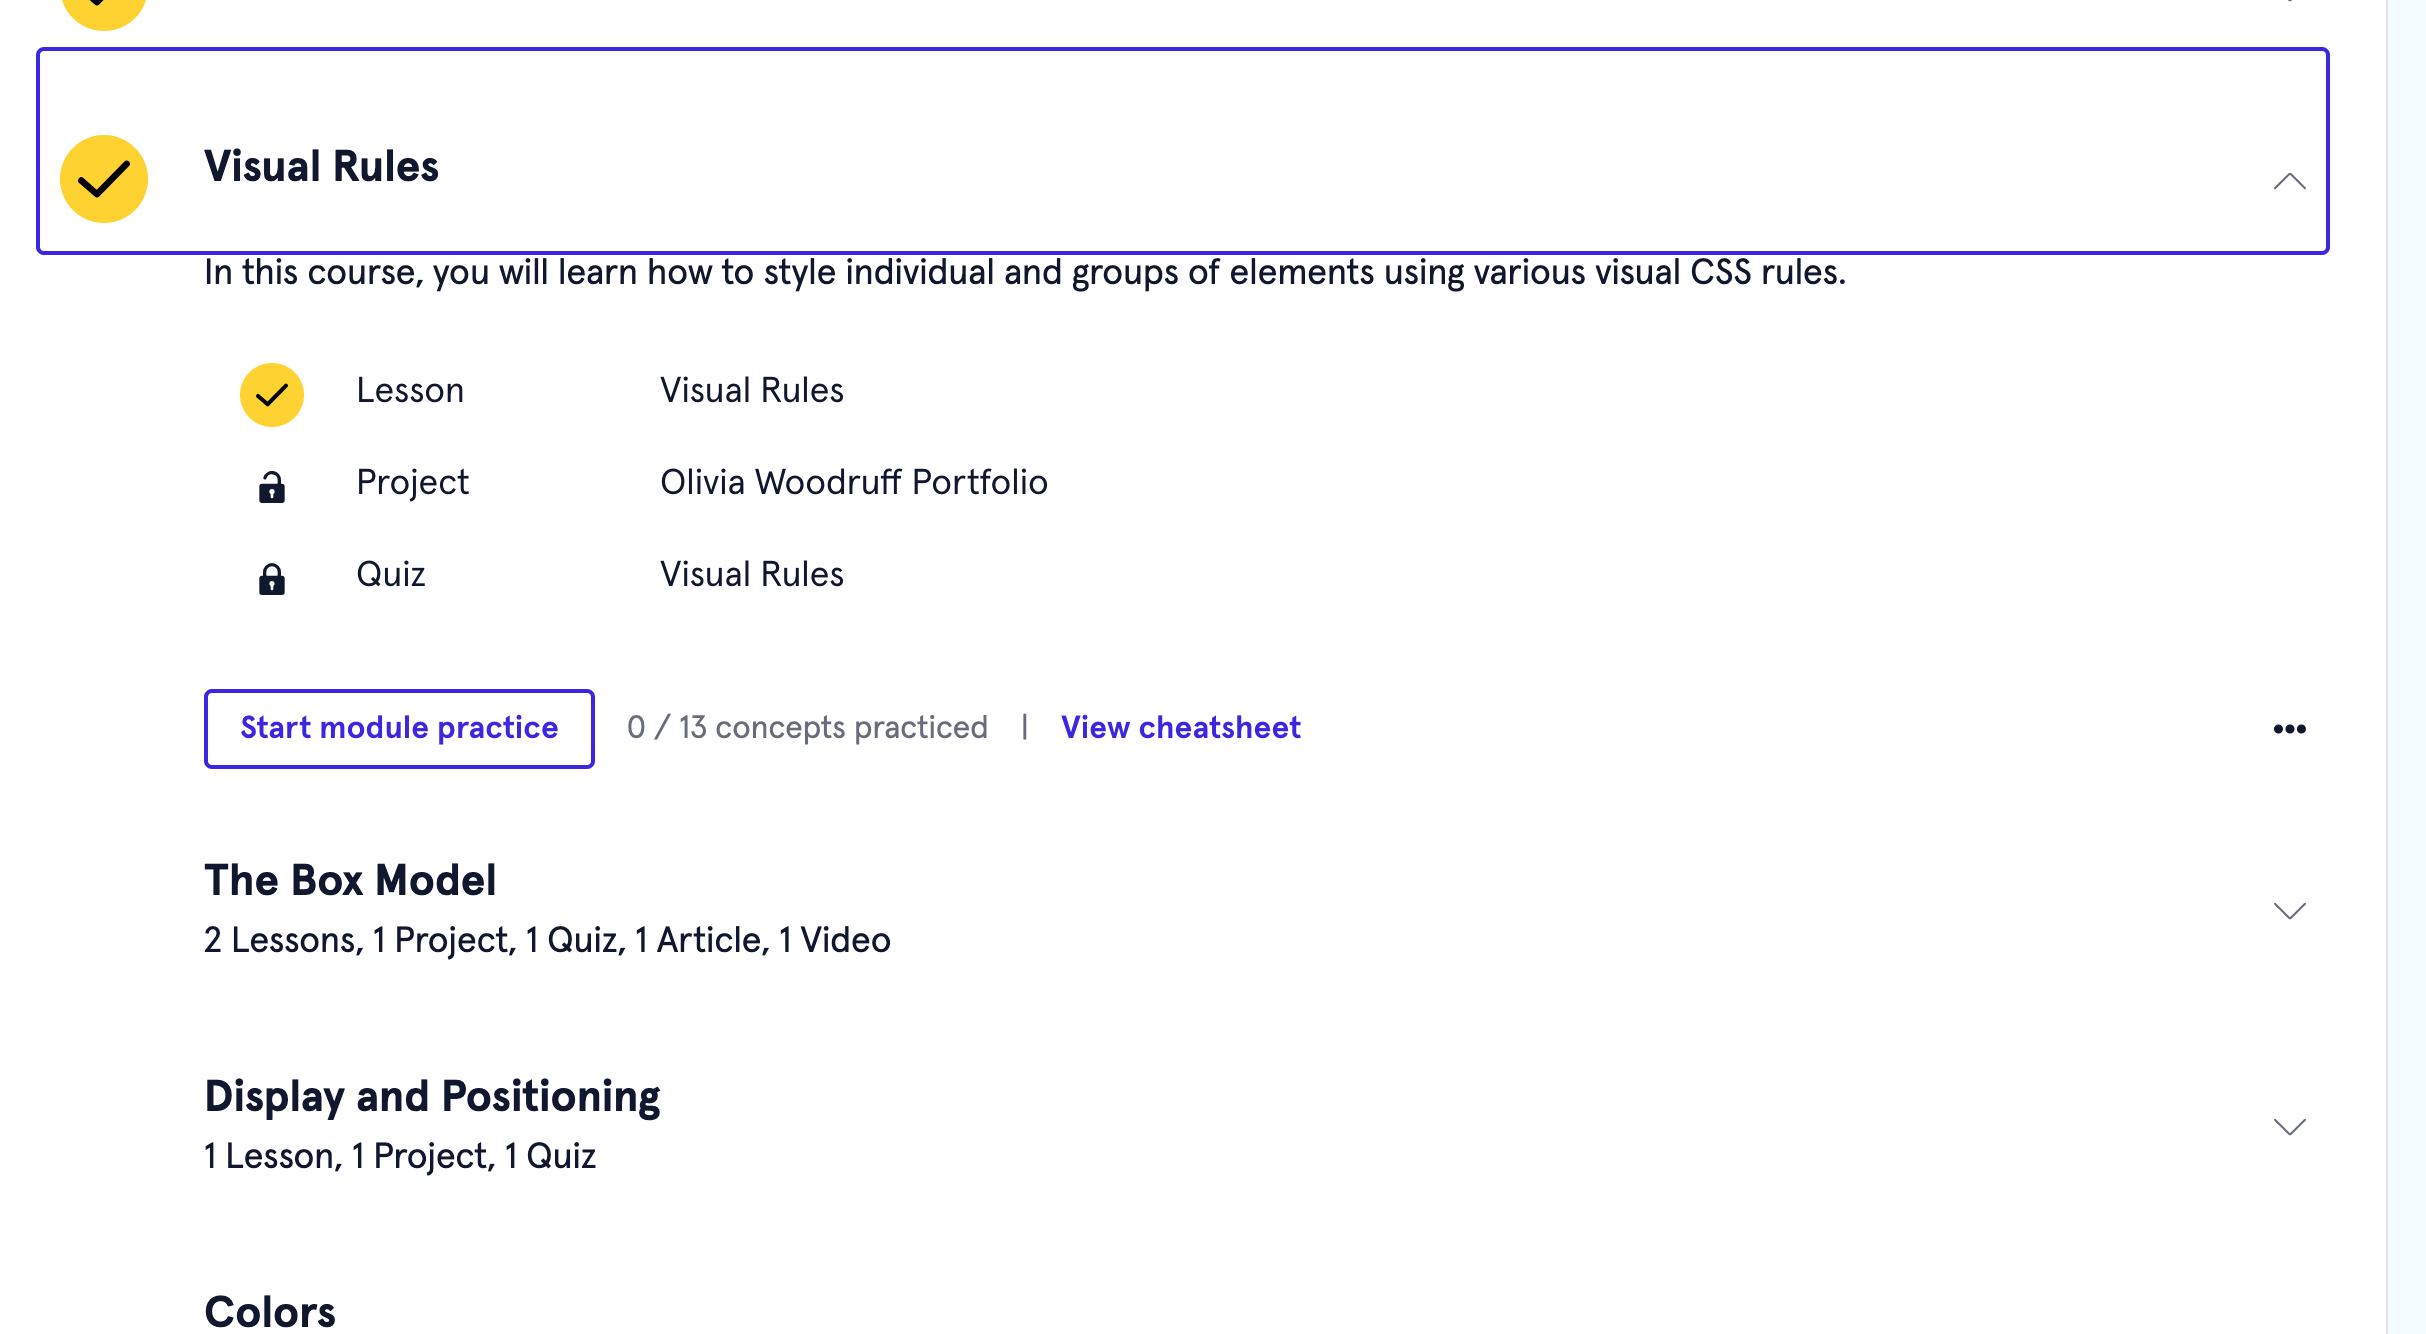 Visual Rules
In this course, you will learn how to style individual and groups of elements using various visual CSS rules.
Lesson Visual Rules
Project Olivia Woodruff Portfolio
Quiz Visual Rules
Start module practice 0 / 13 concepts practiced | View cheatsheet
The Box Model
2 Lessons, 1 Project, 1 Quiz, 1 Article, 1 Video
Display and Positioning
1 Lesson, 1 Project, 1 Quiz
Colors